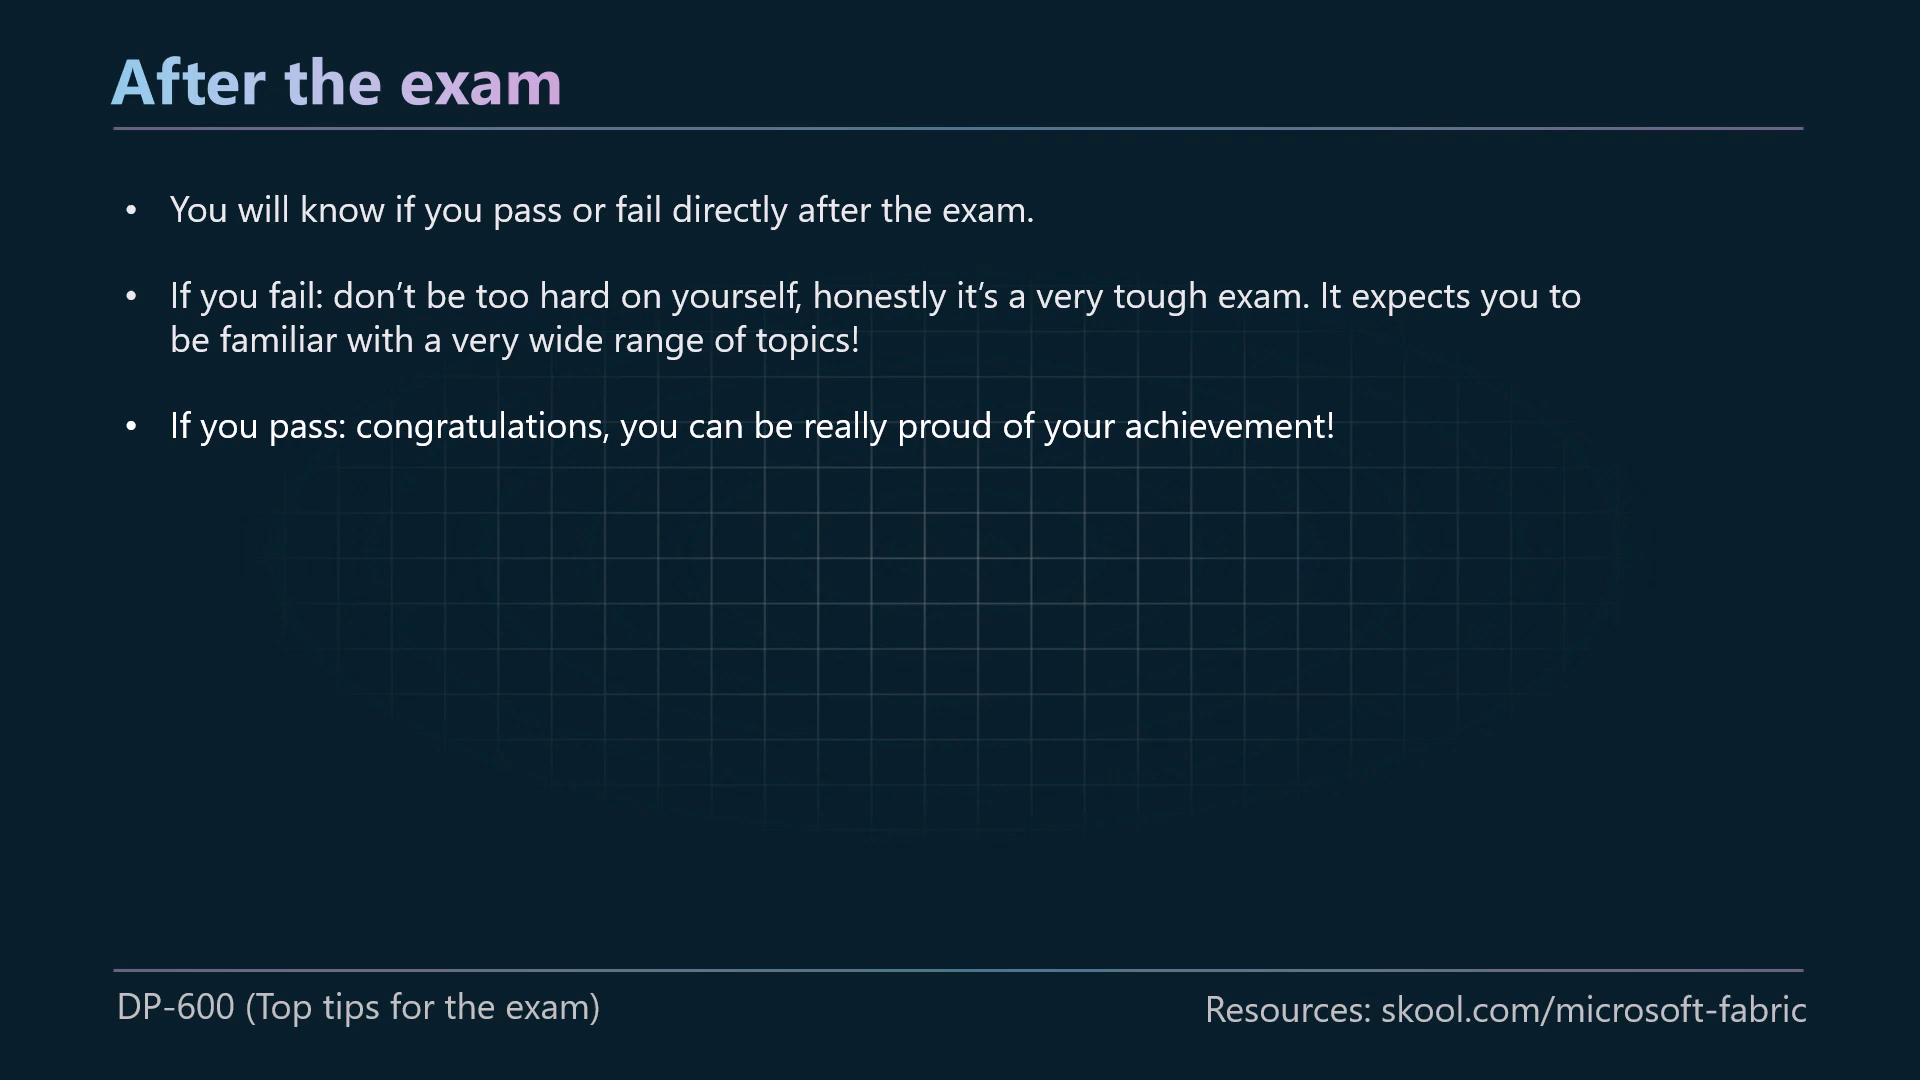 After the exam
• You will know if you pass or fail directly after the exam.
• If you fail: don’t be too hard on yourself, honestly it’s a very tough exam. It expects you to
be familiar with a very wide range of topics!
• If you pass: congratulations, you can be really proud of your achievement!
DP-600 (Top tips for the exam)
Resources: skool.com/microsoft-fabric